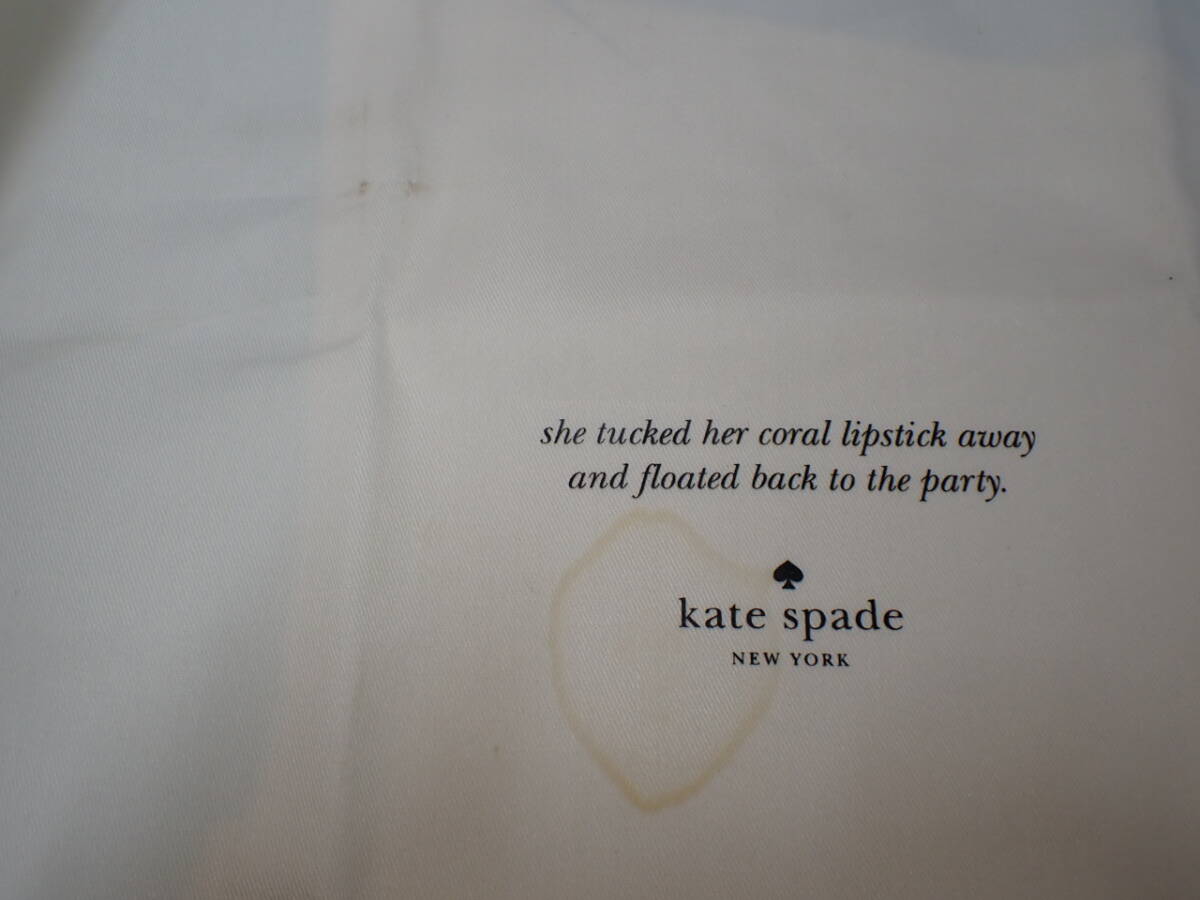 she tucked her coral lipstick away
and floated back to the party.
kate spade
NEW YORK